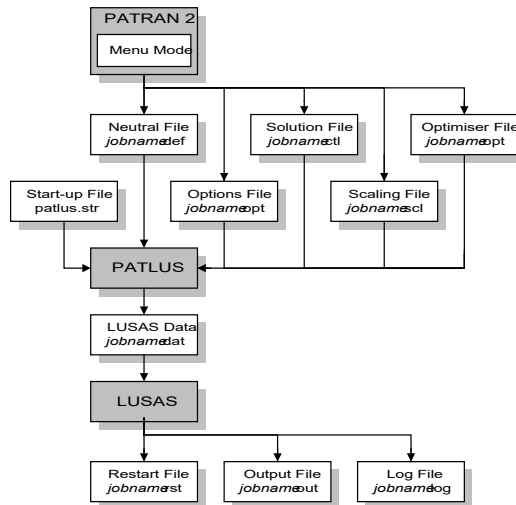 PATRAN 2
Menu Mode
Neutral File
jobname.def
Solution File
jobname.ctl
Optimiser File
jobname.opt
Start-up File
patlus.str
Options File
jobname.opt
Scaling File
jobname.scl
PATLUS
LUSAS Data
jobname.dat
LUSAS
Restart File
jobname.rst
Output File
jobname.out
Log File
jobname.log